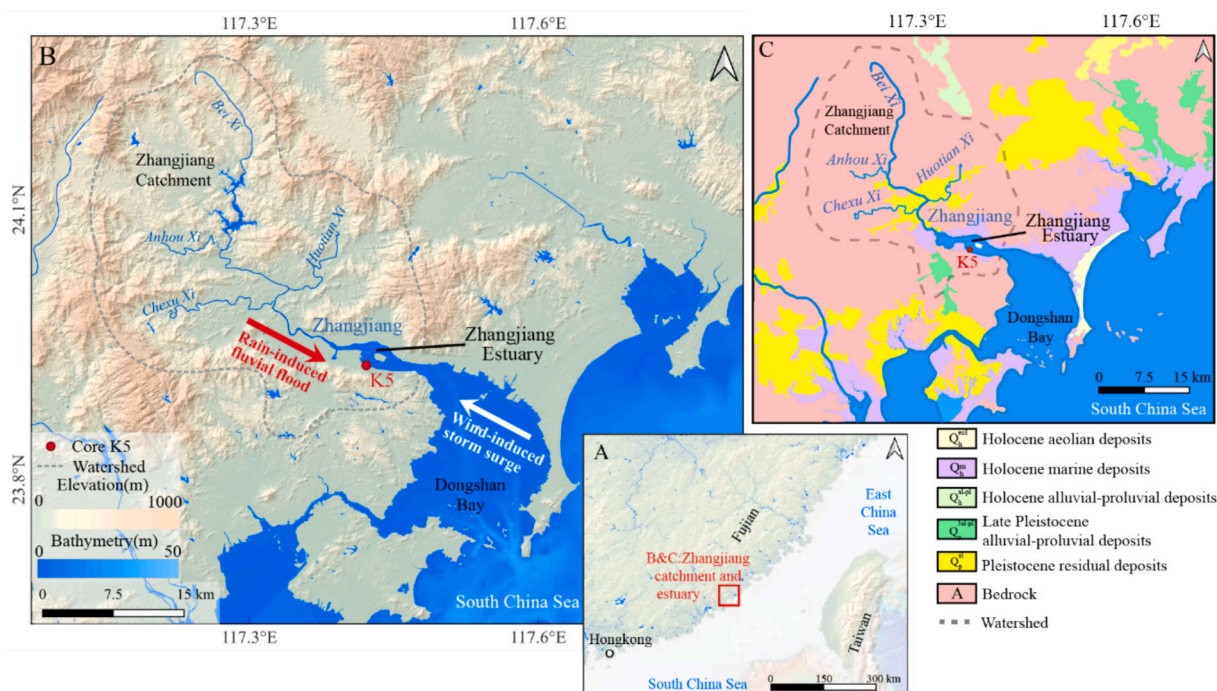 117.3°E
117.6°E
B
Bei Xi
Zhangjiang
Catchment
24.1°N
Anhou Xi
Huotian Xi
Chexu Xi
Zhangjiang
Zhangjiang
Estuary
Rain-induced
fluvial flood
K5
Wind-induced
storm surge
23.8°N
Dongshan
Bay
Core K5
Watershed
Elevation(m)
0 1000
Bathymetry(m)
0 50
0 7.5 15 km
South China Sea
117.3°E
117.6°E
117.3°E
117.6°E
C
Bei Xi
Zhangjiang
Catchment
Anhou Xi
Huotian Xi
Chexu Xi
Zhangjiang
Zhangjiang
Estuary
K5
Dongshan
Bay
0 7.5 15 km
South China Sea
A
East
China
Sea
Fujian
B&C:Zhangjiang
catchment and
estuary
Hongkong
Taiwan
0 150 300 km
South China Sea
Q eol h Holocene aeolian deposits
Q m h Holocene marine deposits
Q al-pl h Holocene alluvial-proluvial deposits
Late Pleistocene
alluvial-proluvial deposits
Q el p Pleistocene residual deposits
A Bedrock
Watershed